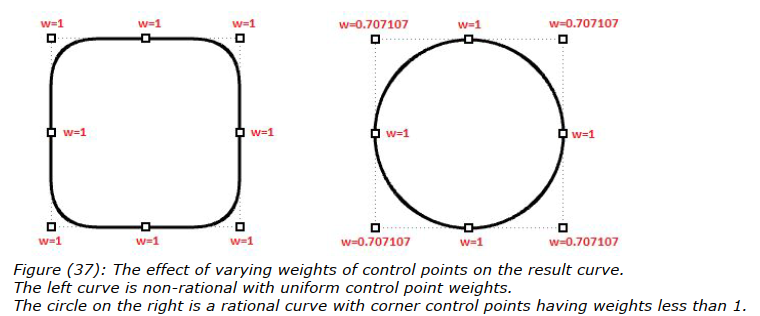 w=1 w=1 w=1 w=0.707107 w=1 w=0.707107
w=1 w=1 w=1 w=1
w=1 w=1 w=1 w=0.707107 w=1 w=0.707107
Figure (37): The effect of varying weights of control points on the result curve.
The left curve is non-rational with uniform control point weights.
The circle on the right is a rational curve with corner control points having weights less than 1.